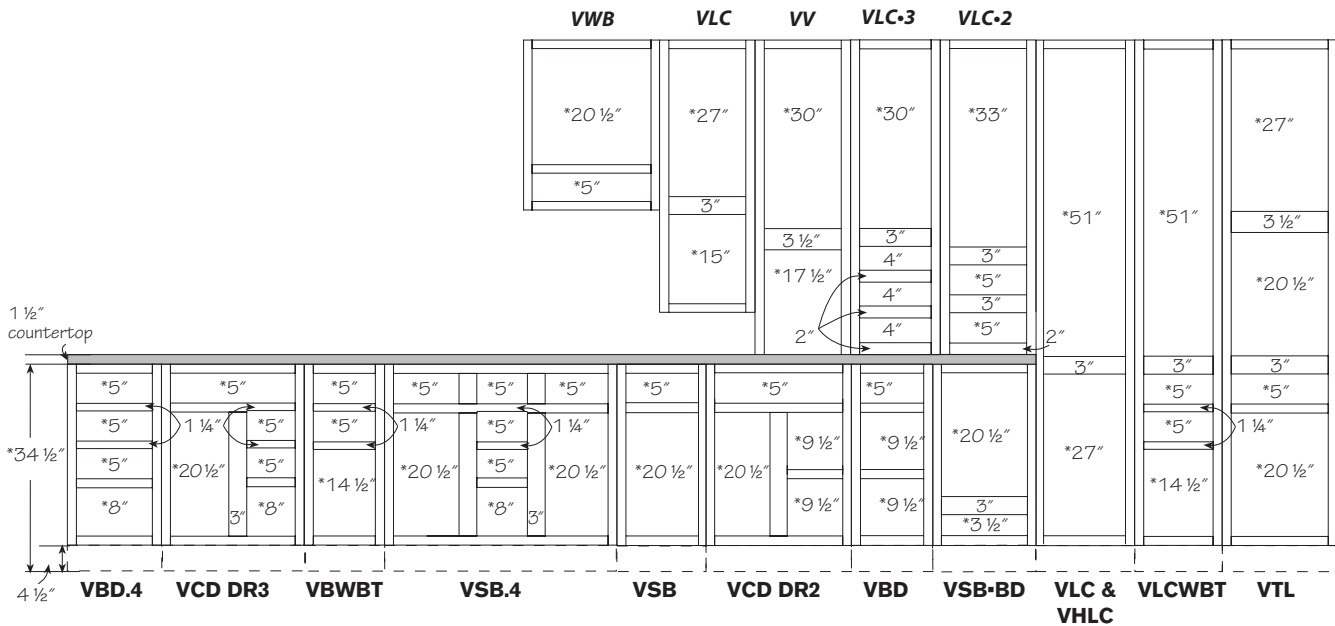 VWB VLC VV VLC•3 VLC•2
*20 ½″ *27″ *30″ *30″ *33″ *27″
*5″
3″ *51″ *51″ 3 ½″
3 ½″ 3″
*15″ *17 ½″ 4″ 3″ *20 ½″
*5″
4″ 3″
1 ½″ countertop
2″ 4″ *5″ 2″
3″ 3″ 3″
*5″ *5″ *5″ *5″ *5″ *5″ *5″ *5″ *5″ *5″ *5″
*5″ 1 ¼″ *5″ *5″ 1 ¼″ *5″ 1 ¼″ *5″ 1 ¼″
*34 ½″ *20 ½″ *9 ½″ *9 ½″ *20 ½″ *27″
*5″ *5″ *14 ½″ *20 ½″ *5″ *20 ½″ *20 ½″ *20 ½″ *14 ½″ *20 ½″
*8″ 3″ *8″ *8″ 3″ *9 ½″ *9 ½″ 3″
*3 ½″
4 ½″
VBD.4 VCD DR3 VBWBT VSB.4 VSB VCD DR2 VBD VSB•BD VLC & VHLC VLCWBT VTL